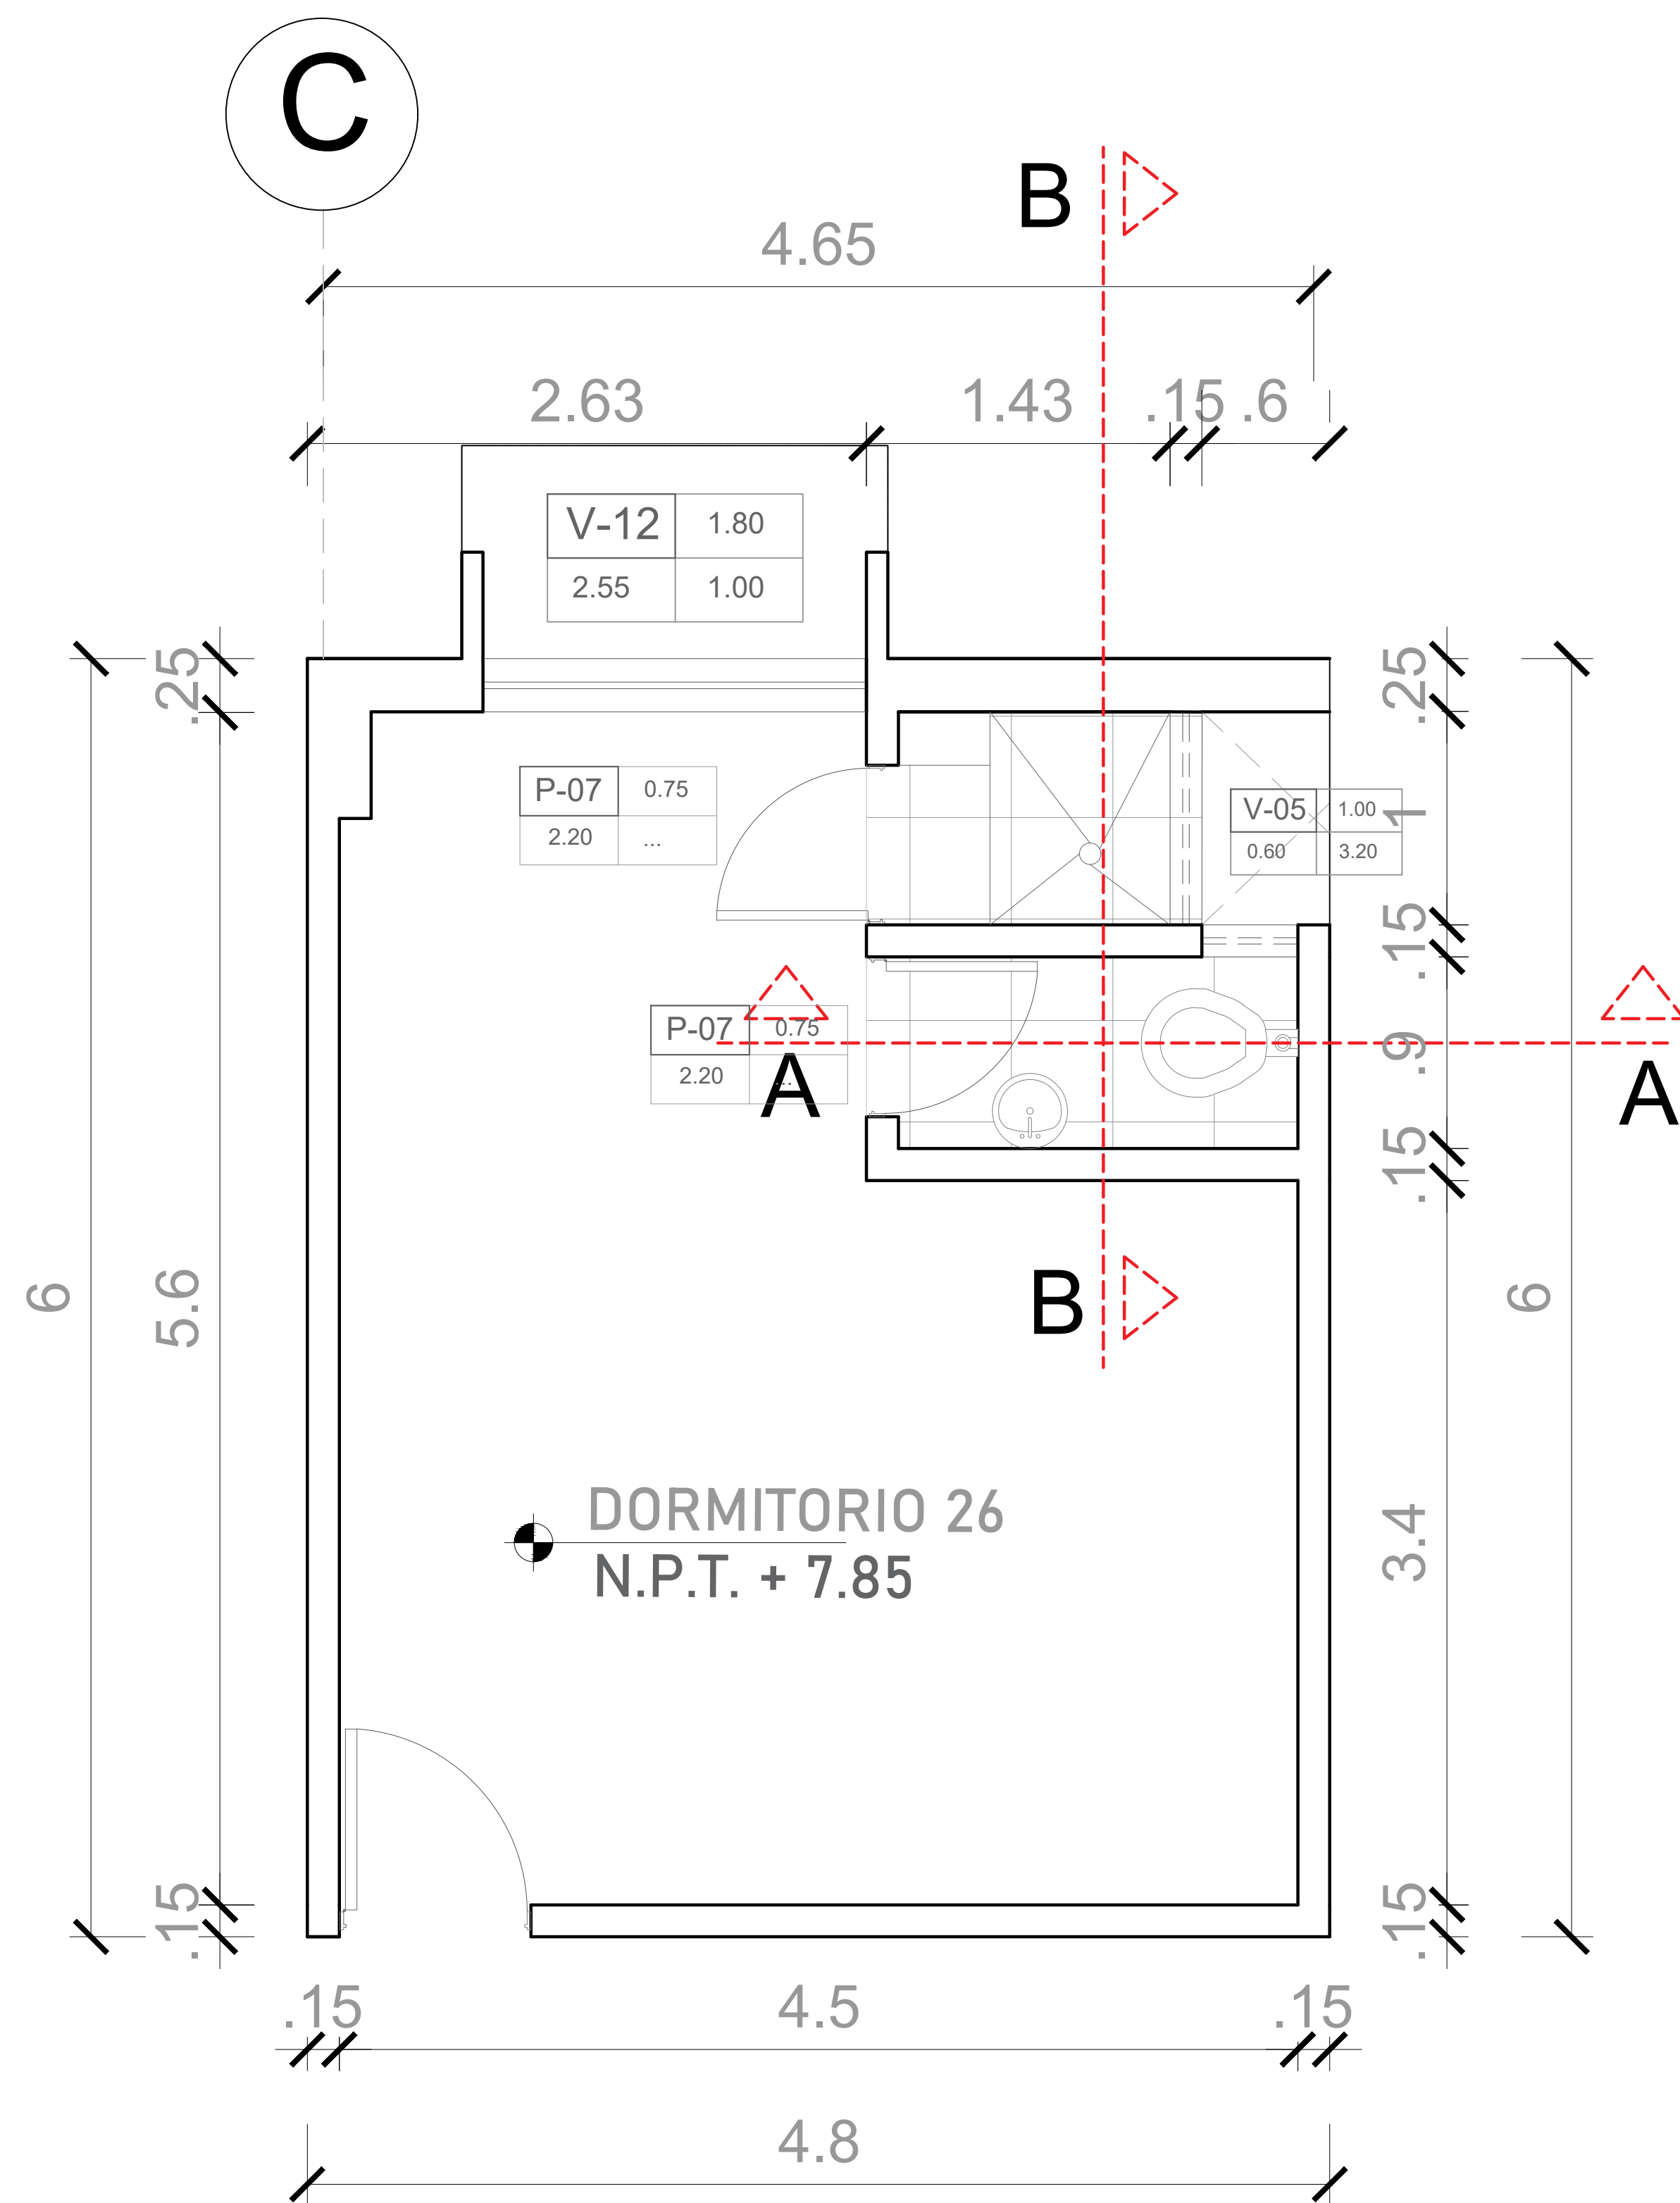 C
B
4.65
2.63 1.43 .15 .6
V-12 1.80
2.55 1.00
.25 .25
P-07 0.75
2.20 ...
V-05 1.00
0.60 3.20
1
.15
P-07 0.75
2.20 ...
A A
.9
.15
B
6 5.6 6
DORMITORIO 26
N.P.T. + 7.85
3.4
.15 .15
.15 4.5 .15
4.8